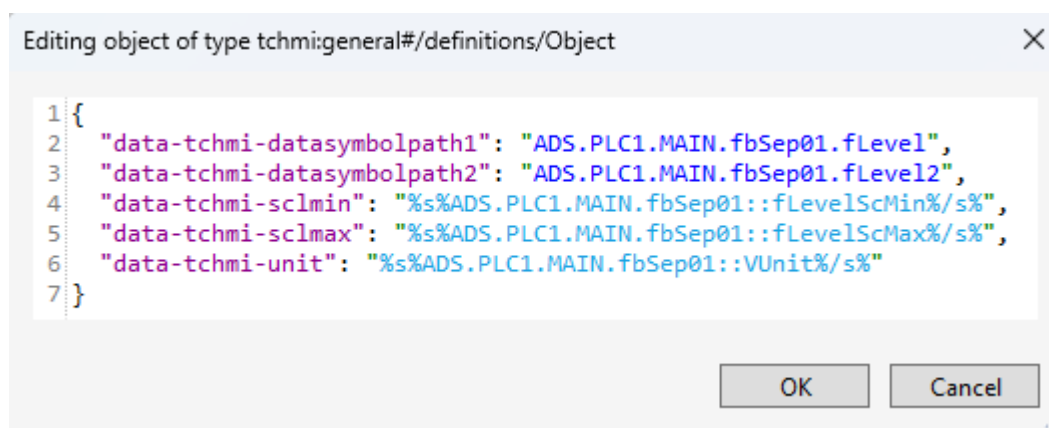 Editing object of type tchmi:general#/definitions/Object
1 {
2 "data-tchmi-datasymbolpath1": "ADS.PLC1.MAIN.fbSep01.fLevel",
3 "data-tchmi-datasymbolpath2": "ADS.PLC1.MAIN.fbSep01.fLevel2",
4 "data-tchmi-sclmin": "%s%ADS.PLC1.MAIN.fbSep01::fLevelScMin%/s%",
5 "data-tchmi-sclmax": "%s%ADS.PLC1.MAIN.fbSep01::fLevelScMax%/s%",
6 "data-tchmi-unit": "%s%ADS.PLC1.MAIN.fbSep01::VUnit%/s%"
7 }
OK Cancel